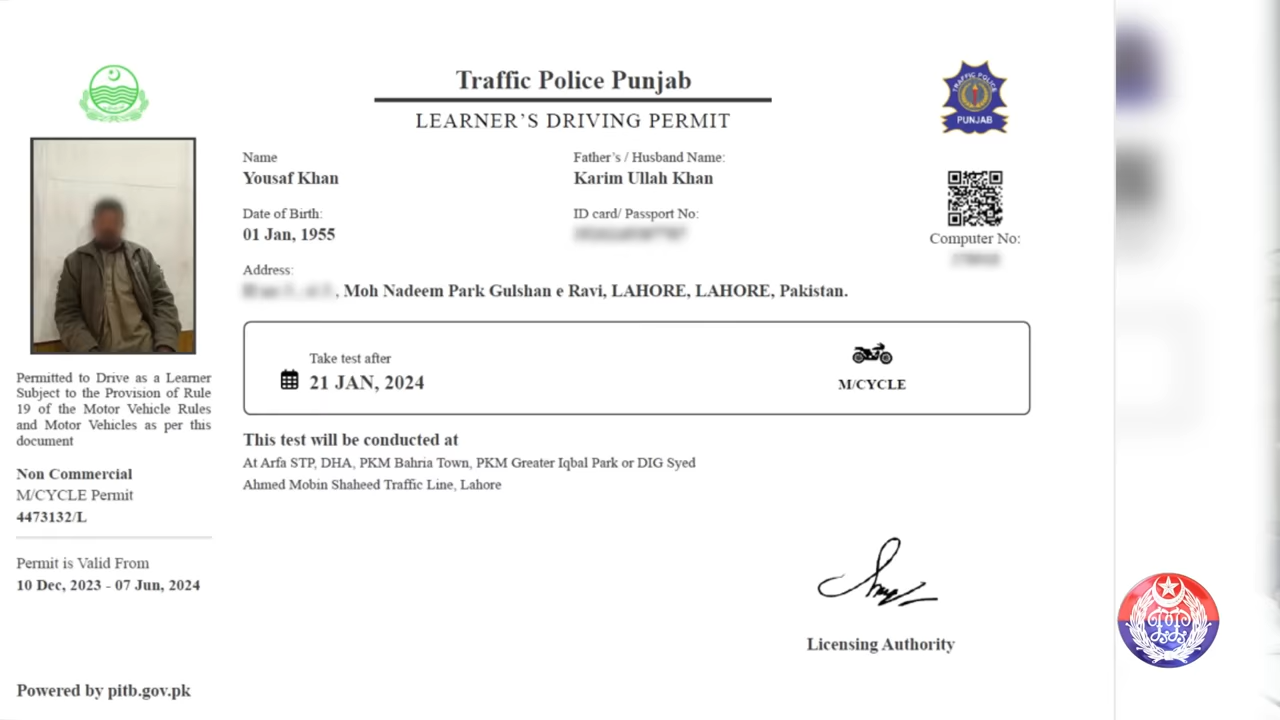 Traffic Police Punjab
LEARNER'S DRIVING PERMIT
TRAFFIC POLICE
PUNJAB
Name
Yousaf Khan
Father's / Husband Name:
Karim Ullah Khan
Date of Birth:
01 Jan, 1955
ID card/ Passport No:
Computer No:
Address:
, Moh Nadeem Park Gulshan e Ravi, LAHORE, LAHORE, Pakistan.
Take test after
21 JAN, 2024
M/CYCLE
This test will be conducted at
At Arfa STP, DHA, PKM Bahria Town, PKM Greater Iqbal Park or DIG Syed
Ahmed Mobin Shaheed Traffic Line, Lahore
Permitted to Drive as a Learner
Subject to the Provision of Rule
19 of the Motor Vehicle Rules
and Motor Vehicles as per this
document
Non Commercial
M/CYCLE Permit
4473132/L
Permit is Valid From
10 Dec, 2023 - 07 Jun, 2024
Licensing Authority
Powered by pitb.gov.pk